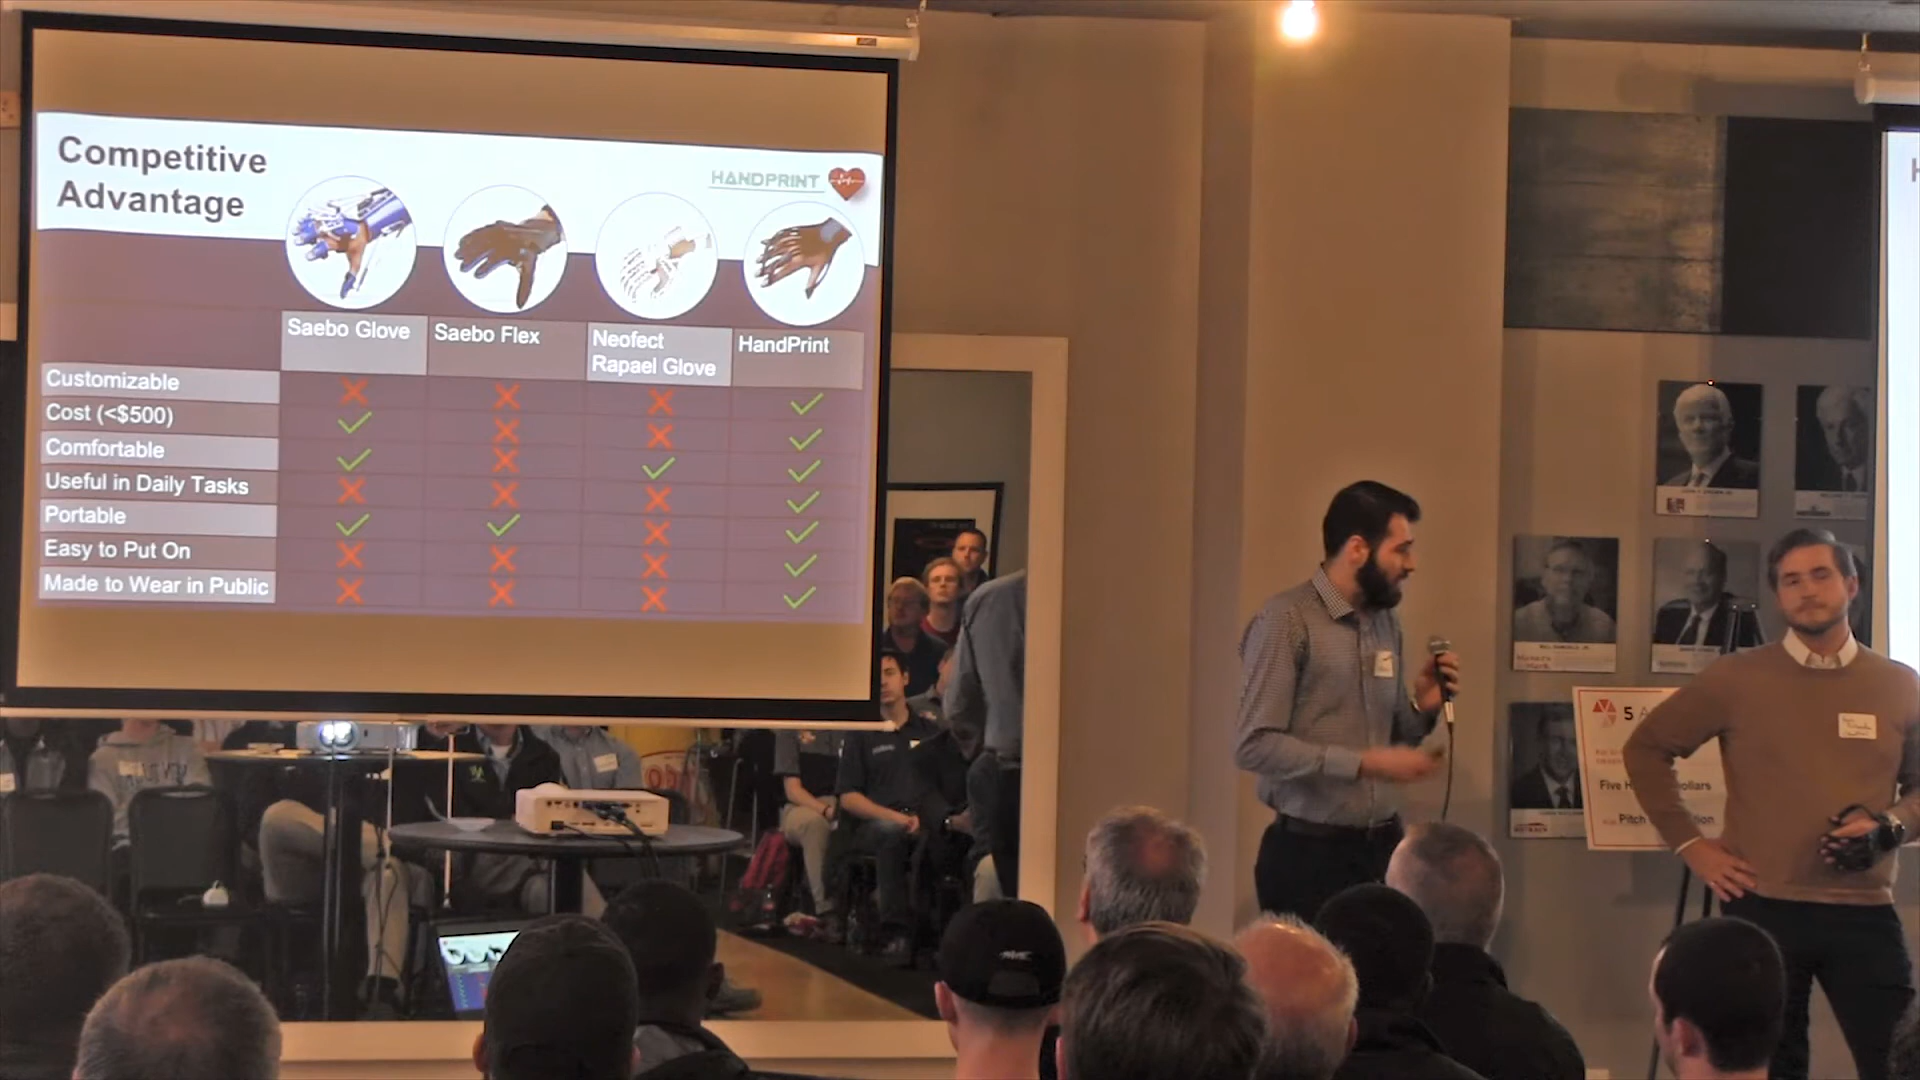 Competitive
Advantage
HANDPRINT
Saebo Glove
Saebo Flex
Neofect
Rapael Glove
HandPrint
Customizable
Cost (<$500)
Comfortable
Useful in Daily Tasks
Portable
Easy to Put On
Made to Wear in Public
H
5
Five
Pitch